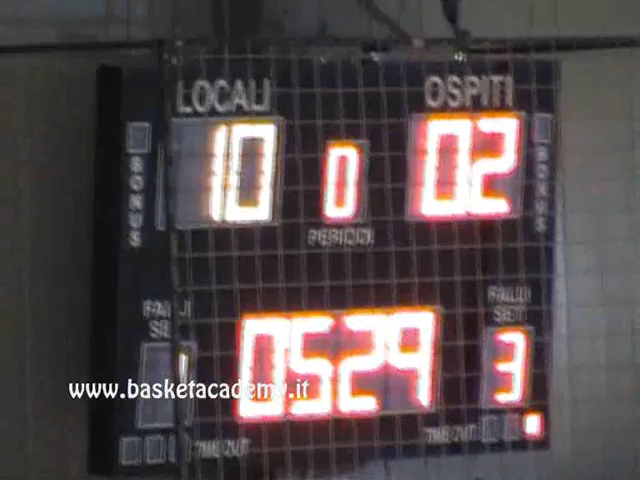 LOCALI OSPITI
10 0 02
BONUS BONUS
PERIODO
FALLI SET FALLI SET
0529 3
www.basketacademy.it
TIME OUT TIME OUT